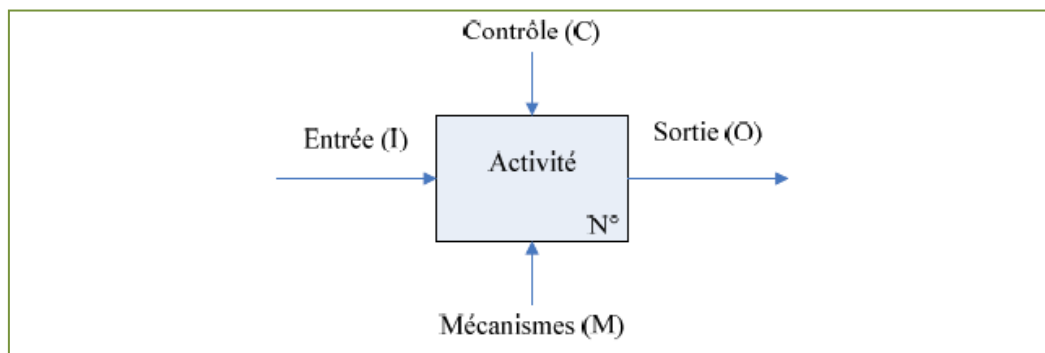 Contrôle (C)
Entrée (I)
Sortie (O)
Activité
N°
Mécanismes (M)